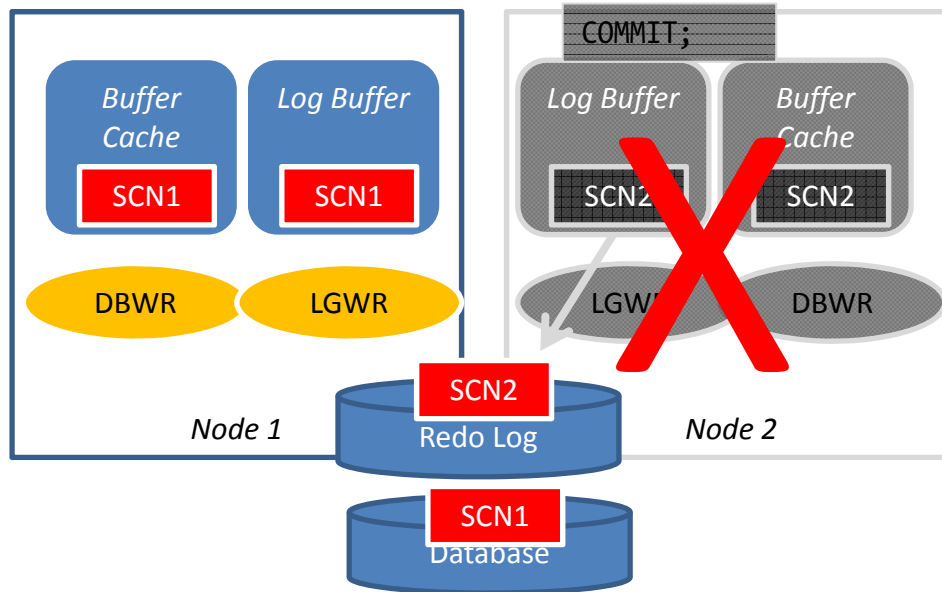 COMMIT;
Buffer
Cache
SCN1
Log Buffer
SCN1
DBWR
LGWR
Node 1
Log Buffer
SCN2
Buffer
Cache
SCN2
LGWR
DBWR
Node 2
SCN2
Redo Log
SCN1
Database